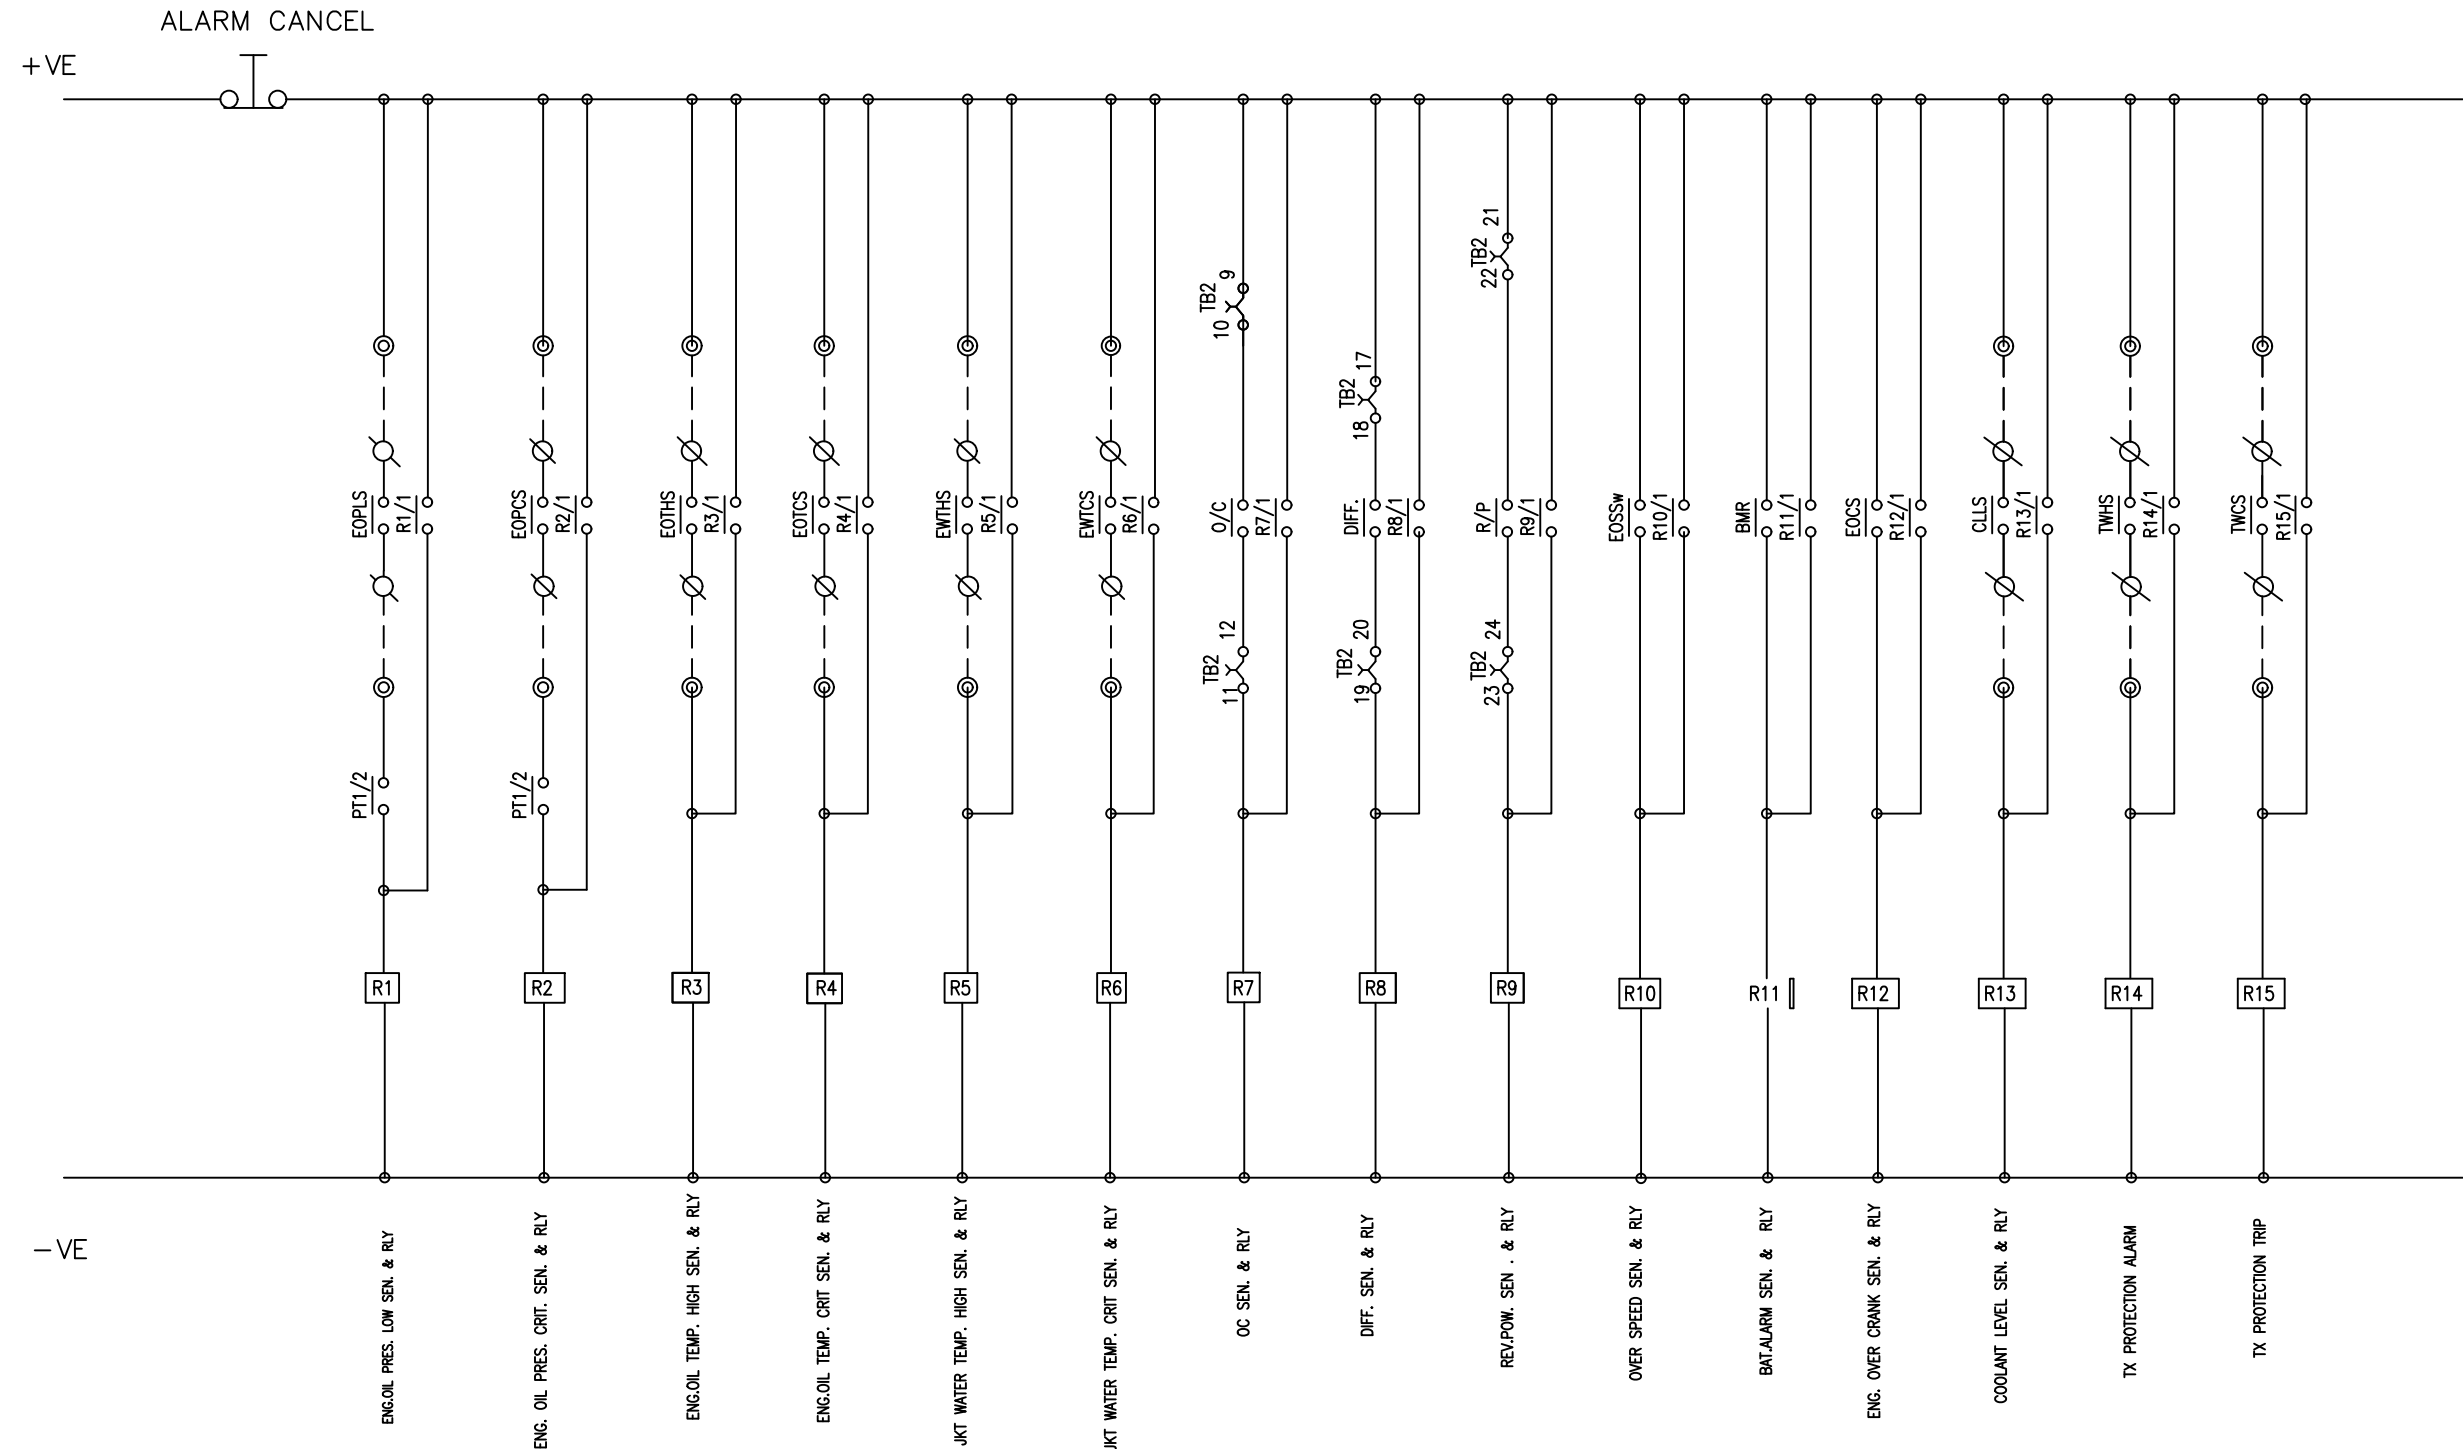 ALARM CANCEL
+VE
21
TB2
22
9
TB2
10
17
TB2
18
EOPLS
R1/1
EOPCS
R2/1
EOTHS
R3/1
EOTCS
R4/1
EWTHS
R5/1
EWTCS
R6/1
O/C
R7/1
DIFF.
R8/1
R/P
R9/1
EOSSw
R10/1
BMR
R11/1
EOCS
R12/1
CLLS
R13/1
TWHS
R14/1
TWCS
R15/1
12
TB2
11
20
TB2
19
24
TB2
23
PT1/2
PT1/2
R1
R2
R3
R4
R5
R6
R7
R8
R9
R10
R11
R12
R13
R14
R15
-VE
ENG.OIL PRES. LOW SEN. & RLY
ENG. OIL PRES. CRIT. SEN. & RLY
ENG.OIL TEMP. HIGH SEN. & RLY
ENG.OIL TEMP. CRIT SEN. & RLY
JKT WATER TEMP. HIGH SEN. & RLY
JKT WATER TEMP. CRIT SEN. & RLY
OC SEN. & RLY
DIFF. SEN. & RLY
REV.POW. SEN . & RLY
OVER SPEED SEN. & RLY
BAT.ALARM SEN. & RLY
ENG. OVER CRANK SEN. & RLY
COOLANT LEVEL SEN. & RLY
TX PROTECTION ALARM
TX PROTECTION TRIP